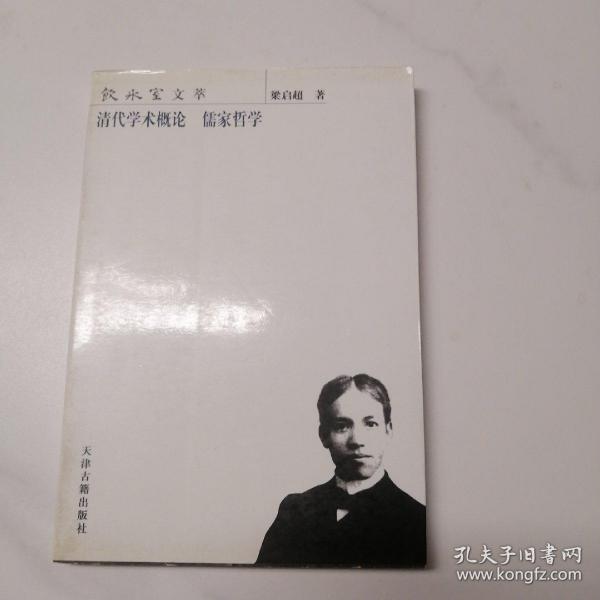 飲冰室文萃
梁启超 著
清代学术概论 儒家哲学
天津古籍出版社
孔夫子旧書网
www.kongfz.com